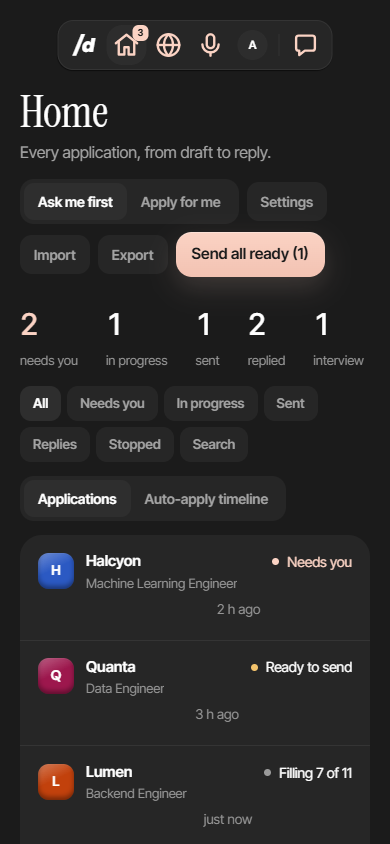 /d 3 A
Home
Every application, from draft to reply.
Ask me first Apply for me Settings
Import Export Send all ready (1)
2 1 1 2 1
needs you in progress sent replied interview
All Needs you In progress Sent
Replies Stopped Search
Applications Auto-apply timeline
H Halcyon Needs you
Machine Learning Engineer
2 h ago
Q Quanta Ready to send
Data Engineer
3 h ago
L Lumen Filling 7 of 11
Backend Engineer
just now